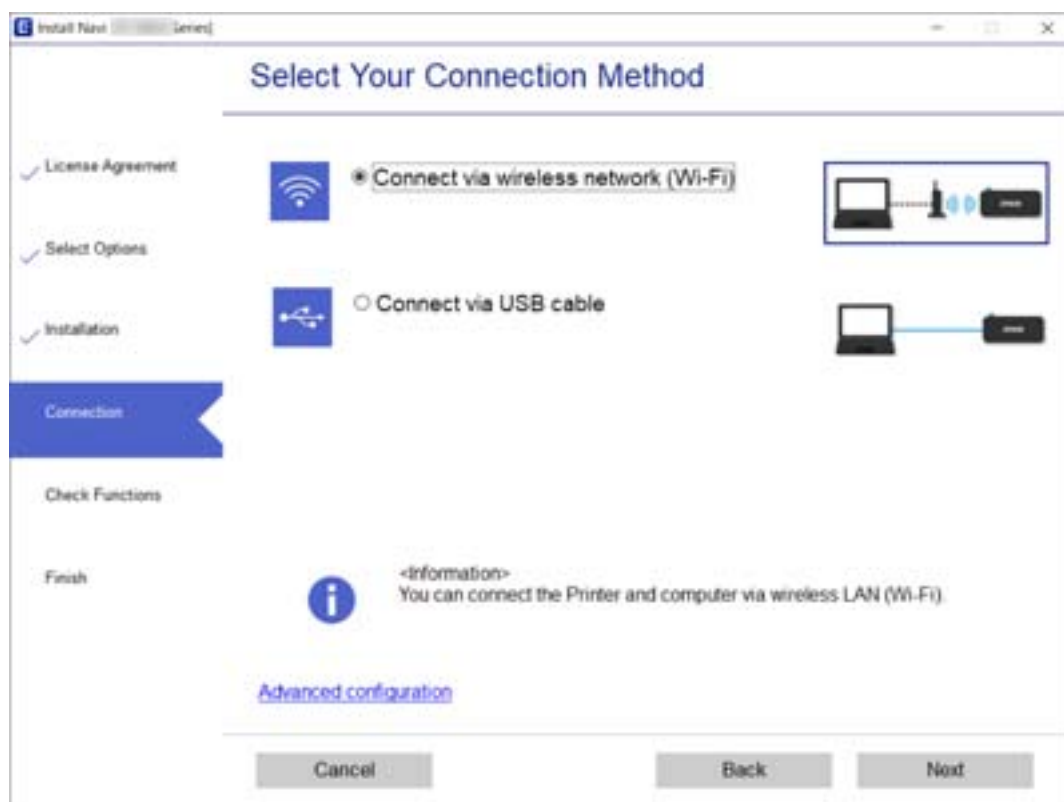 Install Navi Series]
Select Your Connection Method
License Agreement
Select Options
Installation
Connection
Check Functions
Finish
Connect via wireless network (Wi-Fi)
Connect via USB cable
<Information>
You can connect the Printer and computer via wireless LAN (Wi-Fi).
Advanced configuration
Cancel
Back
Next